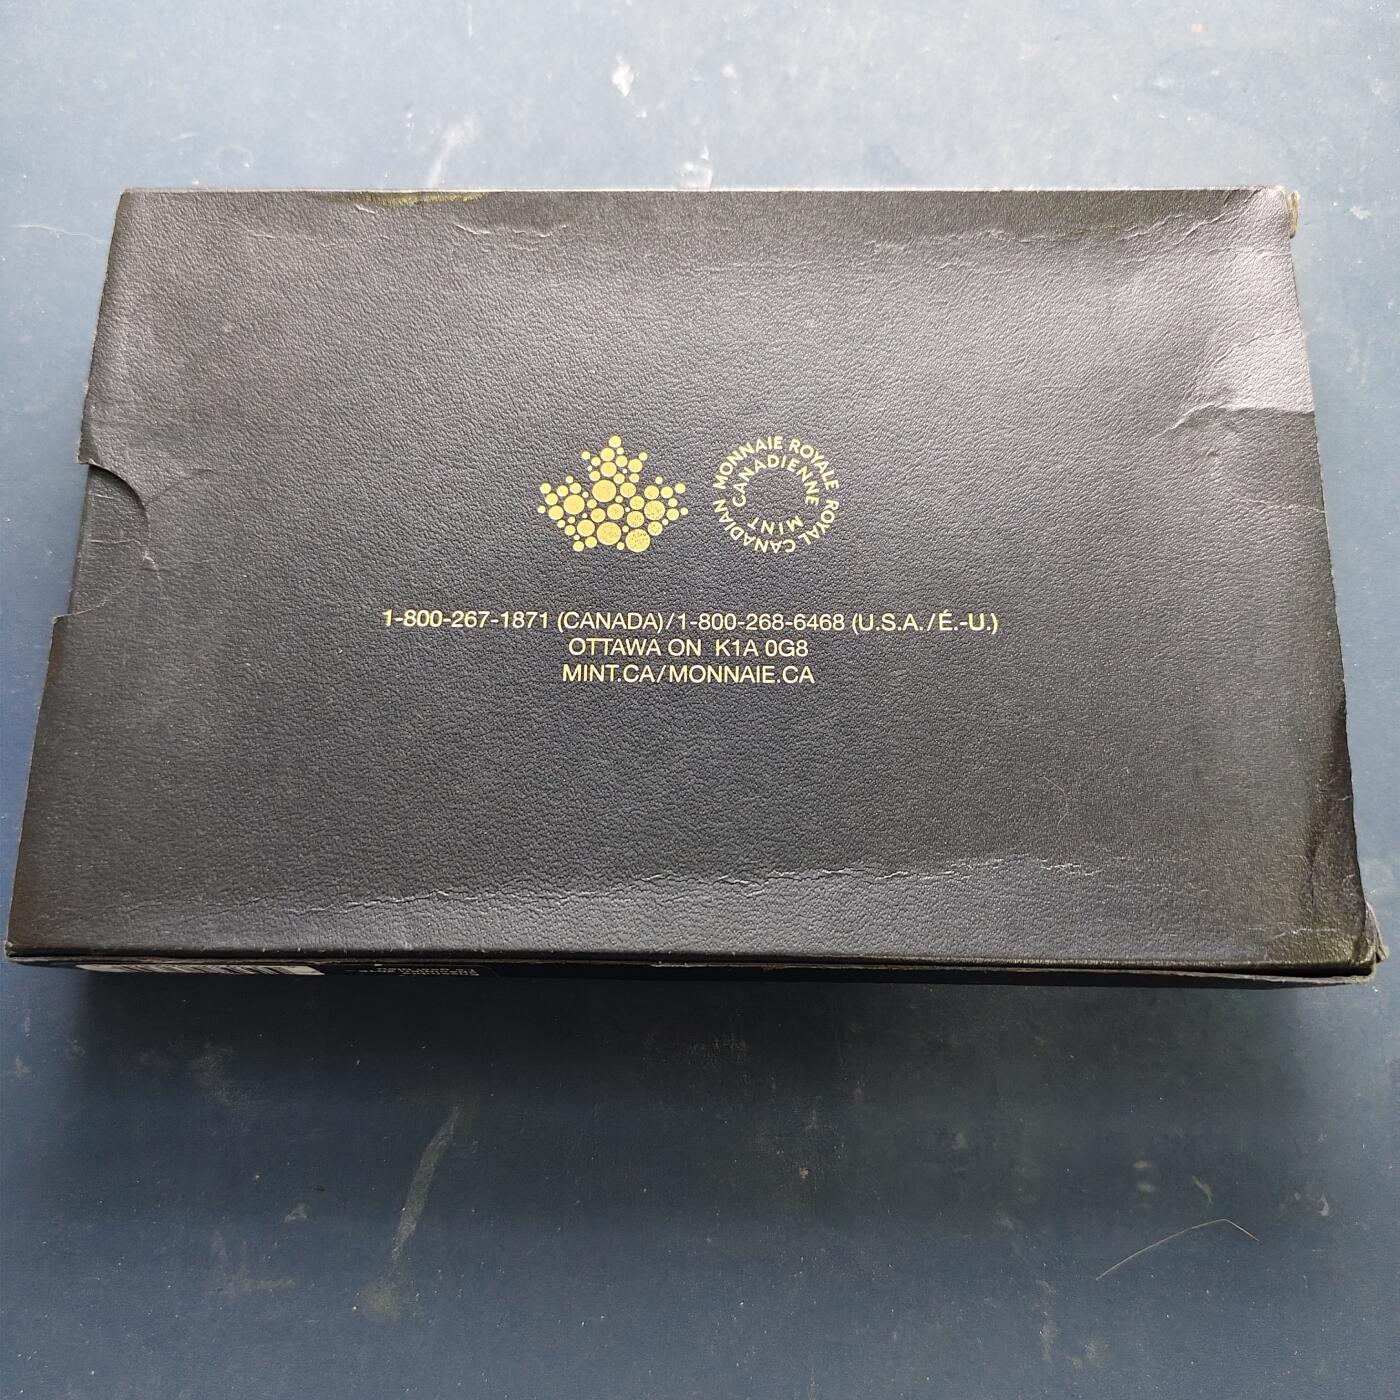 MONNAIE ROYALE CANADIENNE
ROYAL CANADIAN MINT
1-800-267-1871 (CANADA)/1-800-268-6468 (U.S.A./É.-U.)
OTTAWA ON K1A 0G8
MINT.CA/MONNAIE.CA